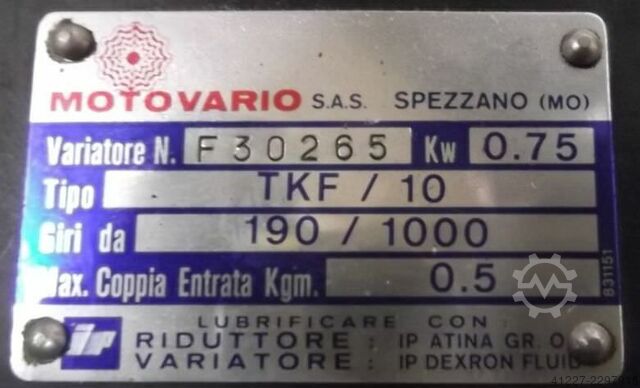 MOTOVARIO S.A.S. SPEZZANO (MO)
Variatore N. F30265 Kw 0.75
Tipo TKF / 10
Giri da 190 / 1000
Max. Coppia Entrata Kgm. 0.5
831151
ip
LUBRIFICARE CON:
RIDUTTORE: IP ATINA GR. O
VARIATORE: IP DEXRON FLUID